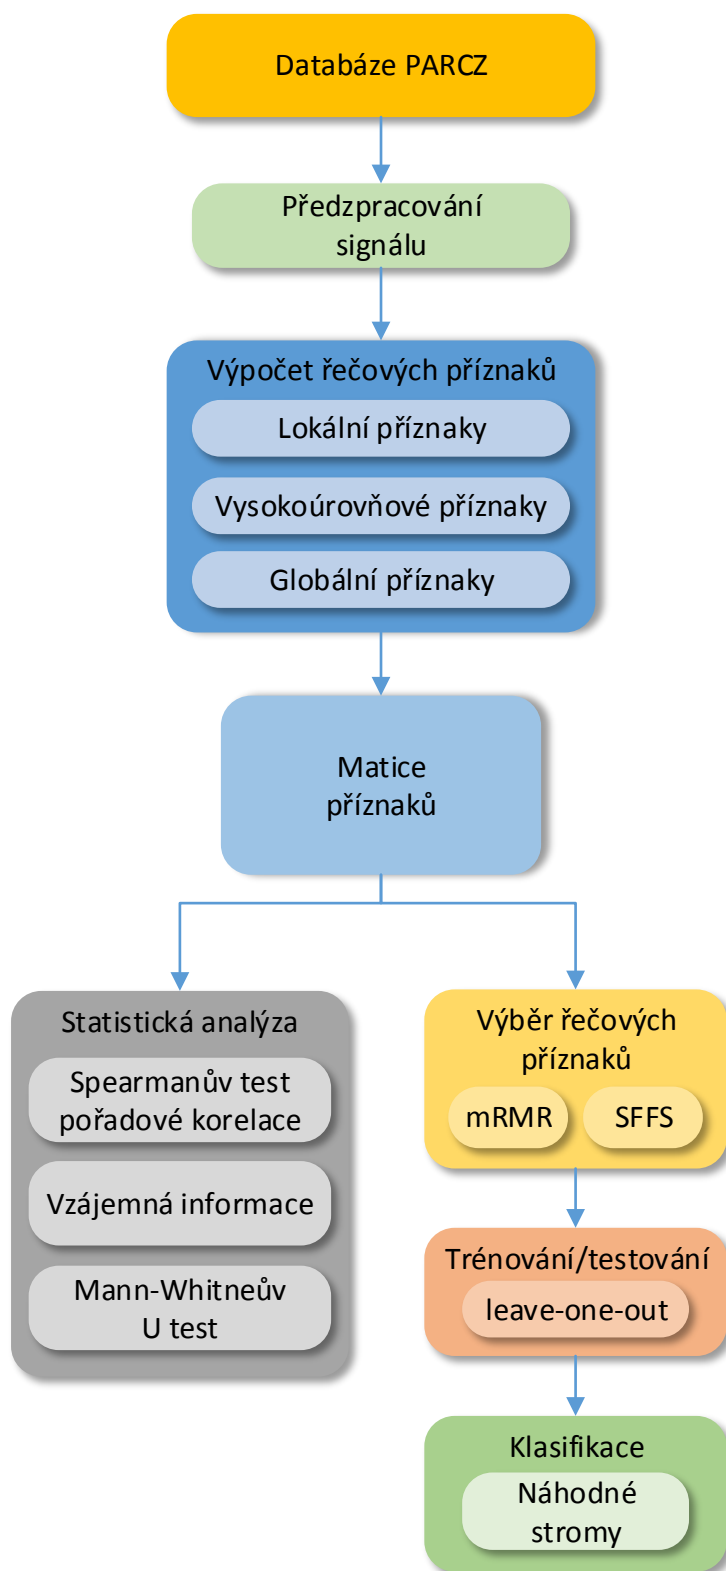 Databáze PARCZ
Předzpracování
signálu
Výpočet řečových příznaků
Lokální příznaky
Vysokoúrovňové příznaky
Globální příznaky
Matice
příznaků
Statistická analýza
Spearmanův test
pořadové korelace
Vzájemná informace
Mann-Whitneův
U test
Výběr řečových
příznaků
mRMR
SFFS
Trénování/testování
leave-one-out
Klasifikace
Náhodné
stromy